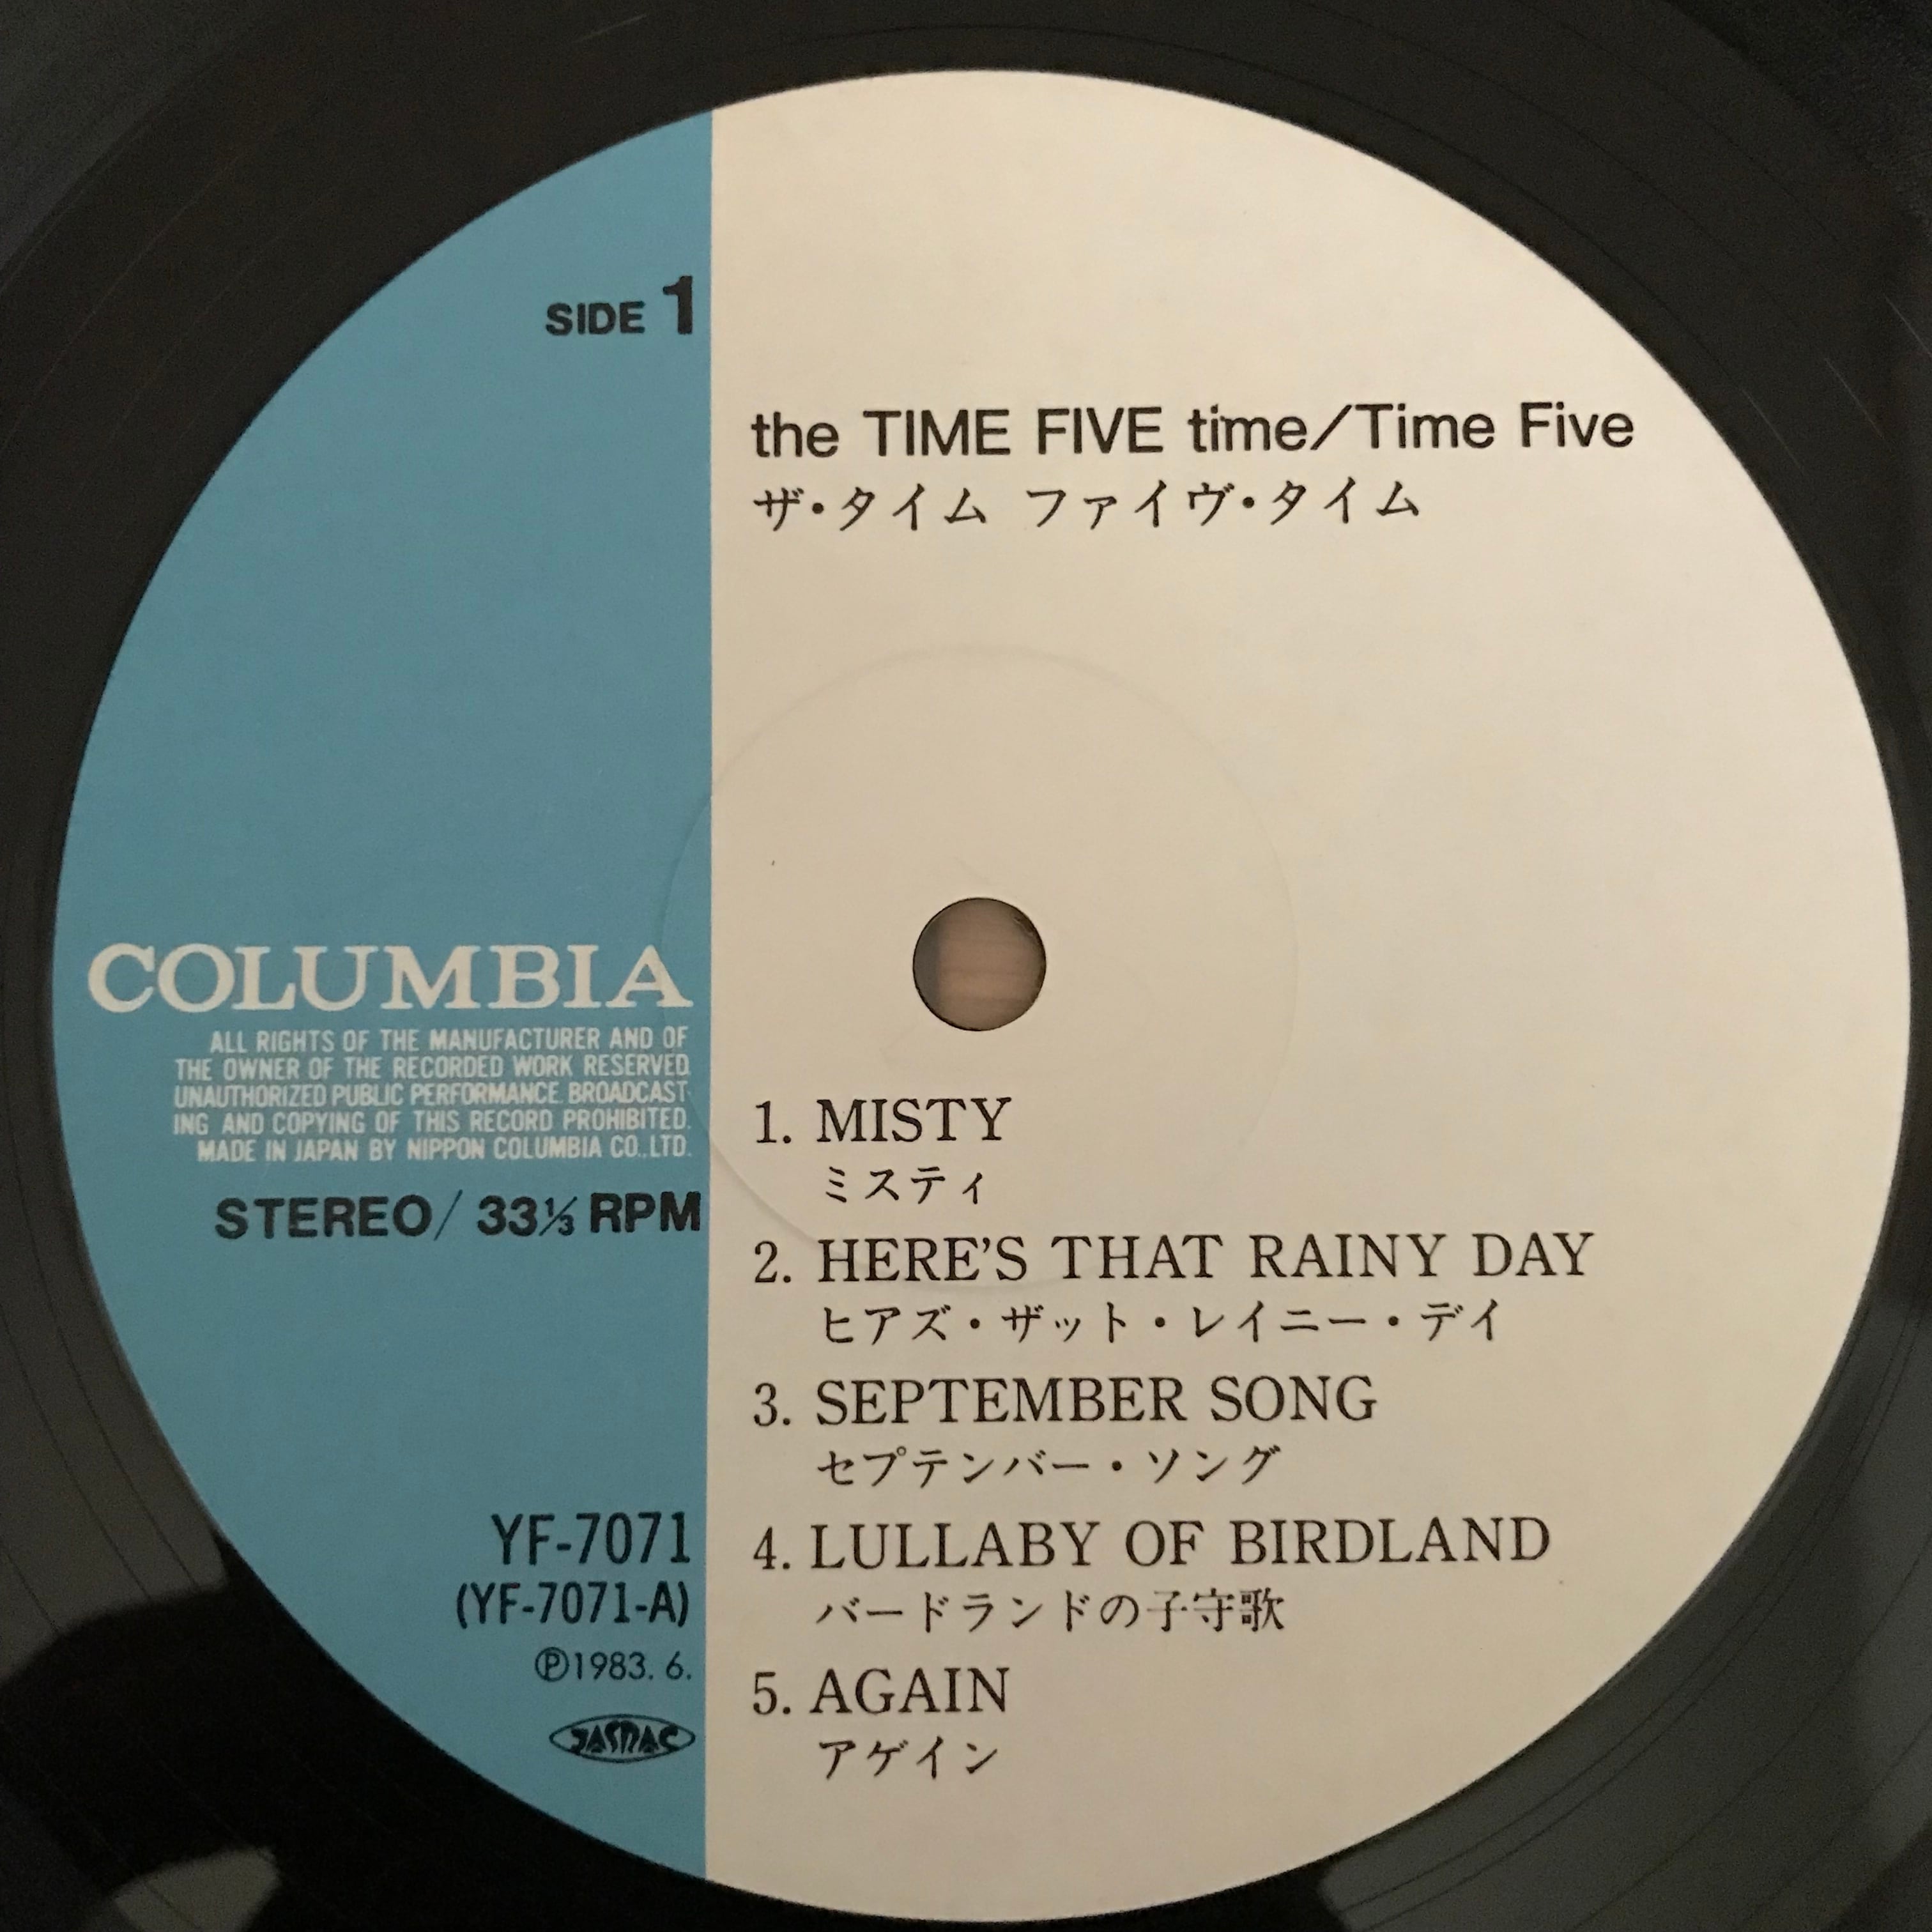 SIDE 1
the TIME FIVE time/Time Five
ザ・タイム ファイヴ・タイム
COLUMBIA
ALL RIGHTS OF THE MANUFACTURER AND OF
THE OWNER OF THE RECORDED WORK RESERVED.
UNAUTHORIZED PUBLIC PERFORMANCE. BROADCAST-
ING AND COPYING OF THIS RECORD PROHIBITED.
MADE IN JAPAN BY NIPPON COLUMBIA CO., LTD.
STEREO/ 33⅓ RPM
YF-7071
(YF-7071-A)
Ⓟ1983. 6.
JASRAC
1. MISTY
ミスティ
2. HERE'S THAT RAINY DAY
ヒアズ・ザット・レイニー・デイ
3. SEPTEMBER SONG
セプテンバー・ソング
4. LULLABY OF BIRDLAND
バードランドの子守歌
5. AGAIN
アゲイン